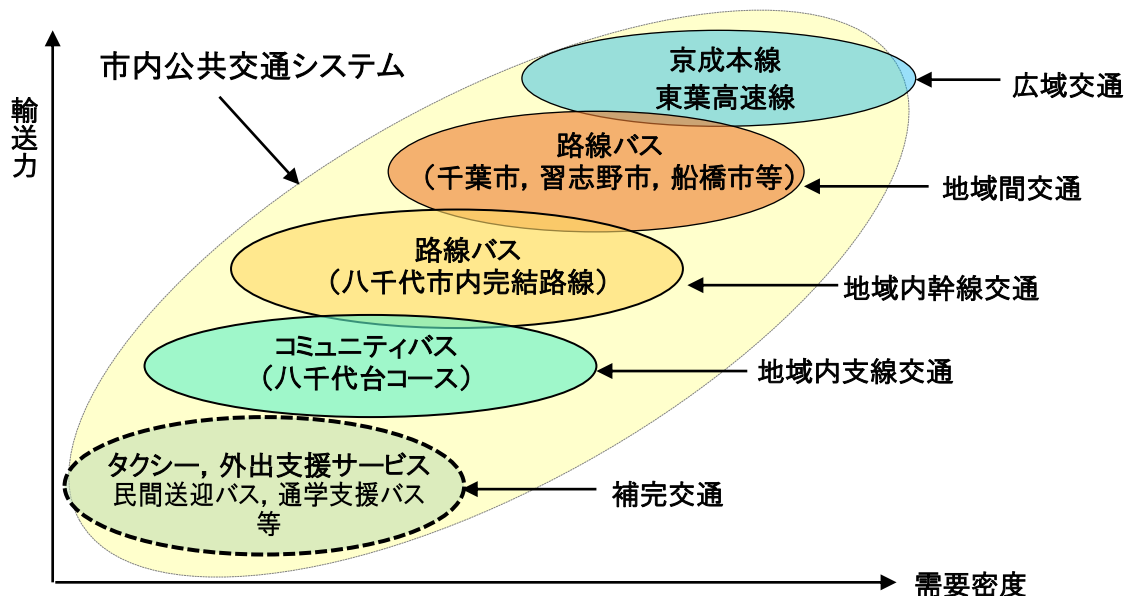 市内公共交通システム
輸送力
京成本線
東葉高速線
広域交通
路線バス
（千葉市，習志野市，船橋市等）
地域間交通
路線バス
（八千代市内完結路線）
地域内幹線交通
コミュニティバス
（八千代台コース）
地域内支線交通
タクシー，外出支援サービス
民間送迎バス，通学支援バス
等
補完交通
需要密度